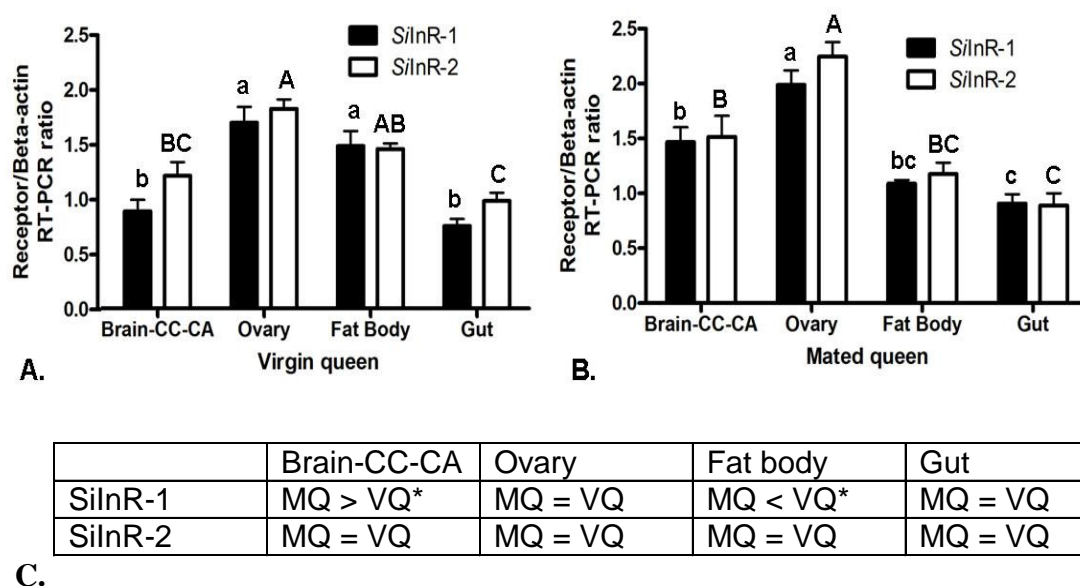 2.5
2.0
1.5
1.0
0.5
0.0
Receptor/Beta-actin
RT-PCR ratio
SiInR-1
SiInR-2
b
BC
a
A
a
AB
b
C
Brain-CC-CA Ovary Fat Body Gut
Virgin queen
A.
2.5
2.0
1.5
1.0
0.5
0.0
Receptor/Beta-actin
RT-PCR ratio
SiInR-1
SiInR-2
b
B
a
A
bc
BC
c
C
Brain-CC-CA Ovary Fat Body Gut
Mated queen
B.
Brain-CC-CA Ovary Fat body Gut
SiInR-1 MQ > VQ* MQ = VQ MQ < VQ* MQ = VQ
SiInR-2 MQ = VQ MQ = VQ MQ = VQ MQ = VQ
C.